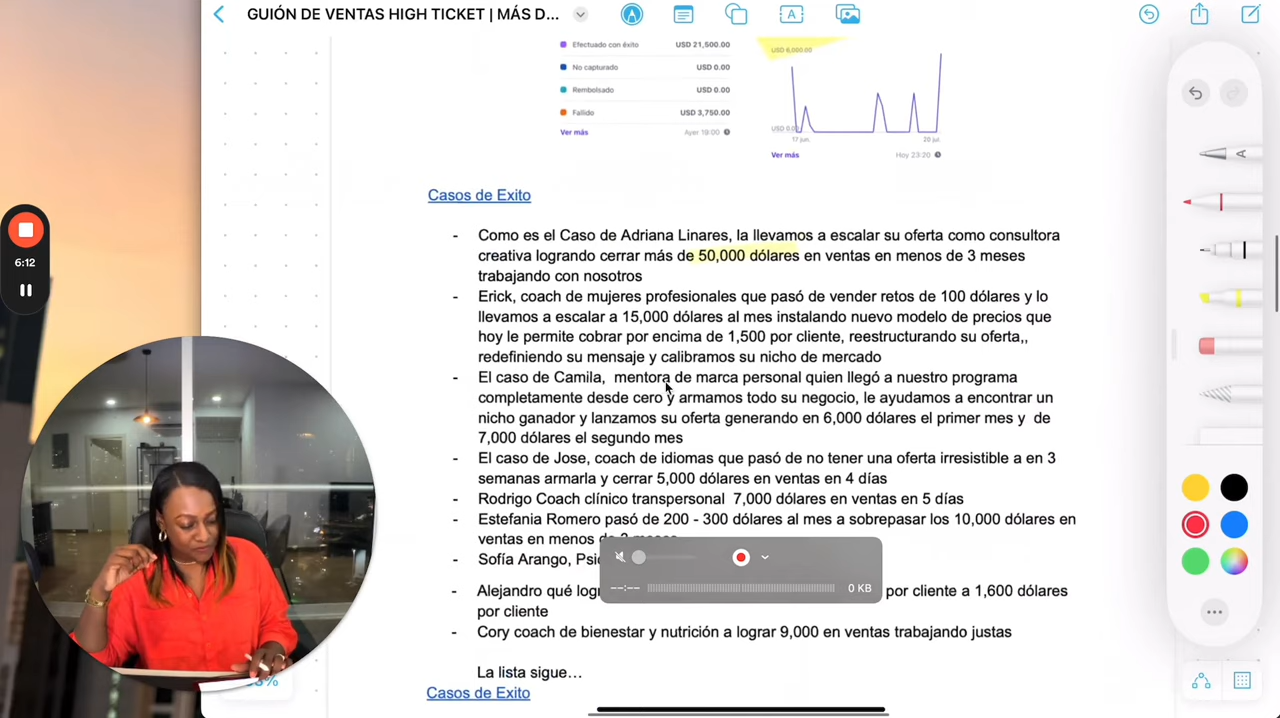 GUIÓN DE VENTAS HIGH TICKET | MÁS D...
A
Efectuado con éxito USD 21,500.00
No capturado USD 0.00
Rembolsado USD 0.00
Fallido USD 3,750.00
Ver más Ayer 19:00
USD 6,000.00
17 jun. 20 jul.
Ver más Hoy 23:20
6:12
Casos de Exito
- Como es el Caso de Adriana Linares, la llevamos a escalar su oferta como consultora
creativa logrando cerrar más de 50,000 dólares en ventas en menos de 3 meses
trabajando con nosotros
- Erick, coach de mujeres profesionales que pasó de vender retos de 100 dólares y lo
llevamos a escalar a 15,000 dólares al mes instalando nuevo modelo de precios que
hoy le permite cobrar por encima de 1,500 por cliente, reestructurando su oferta,,
redefiniendo su mensaje y calibramos su nicho de mercado
- El caso de Camila, mentora de marca personal quien llegó a nuestro programa
completamente desde cero y armamos todo su negocio, le ayudamos a encontrar un
nicho ganador y lanzamos su oferta generando en 6,000 dólares el primer mes y de
7,000 dólares el segundo mes
- El caso de Jose, coach de idiomas que pasó de no tener una oferta irresistible a en 3
semanas armarla y cerrar 5,000 dólares en ventas en 4 días
- Rodrigo Coach clínico transpersonal 7,000 dólares en ventas en 5 días
- Estefania Romero pasó de 200 - 300 dólares al mes a sobrepasar los 10,000 dólares en
ventas en menos
- Sofía Arango,
- Alejandro qué por cliente a 1,600 dólares
por cliente
- Cory coach de bienestar y nutrición a lograr 9,000 en ventas trabajando justas
La lista sigue...
Casos de Exito
--:-- 0 KB